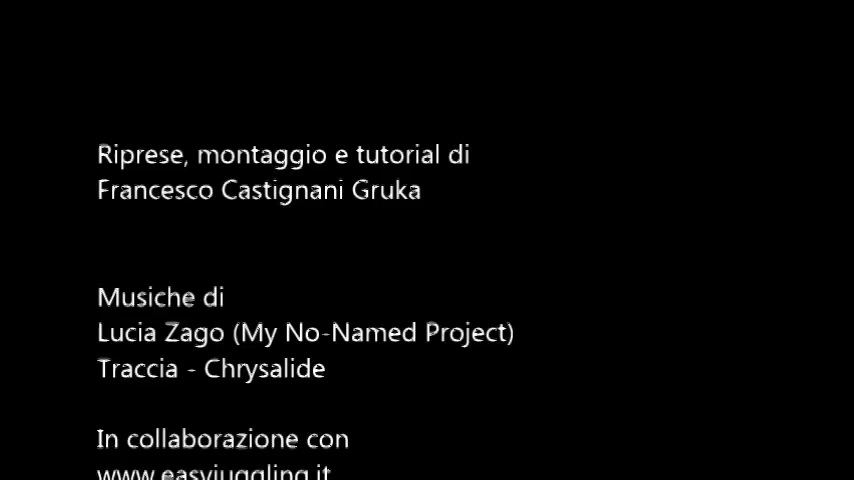 Riprese, montaggio e tutorial di
Francesco Castignani Gruka
Musiche di
Lucia Zago (My No-Named Project)
Traccia - Chrysalide
In collaborazione con
www.easyjuggling.it